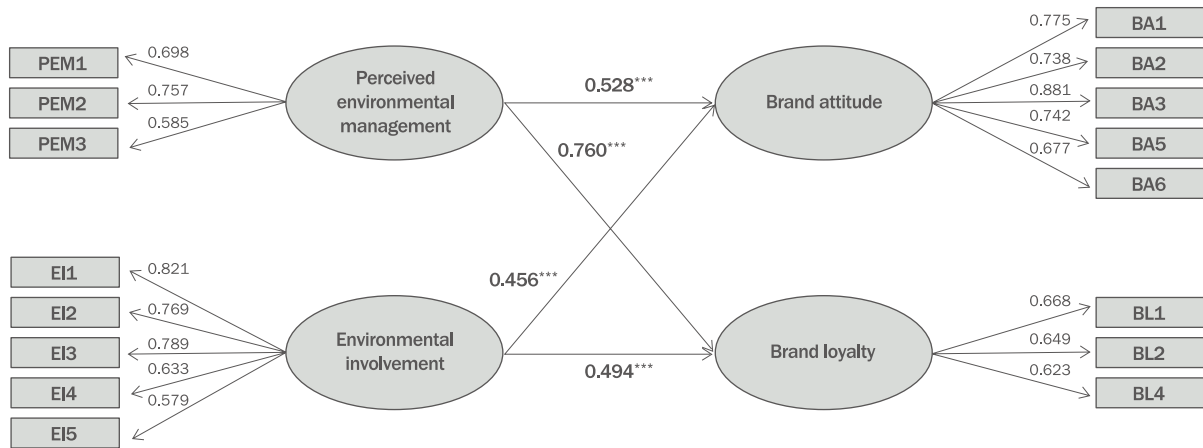 PEM1
PEM2
PEM3
0.698
0.757
0.585
Perceived
environmental
management
0.528***
0.760***
Brand attitude
0.775
0.738
0.881
0.742
0.677
BA1
BA2
BA3
BA5
BA6
EI1
EI2
EI3
EI4
EI5
0.821
0.769
0.789
0.633
0.579
Environmental
involvement
0.456***
0.494***
Brand loyalty
0.668
0.649
0.623
BL1
BL2
BL4